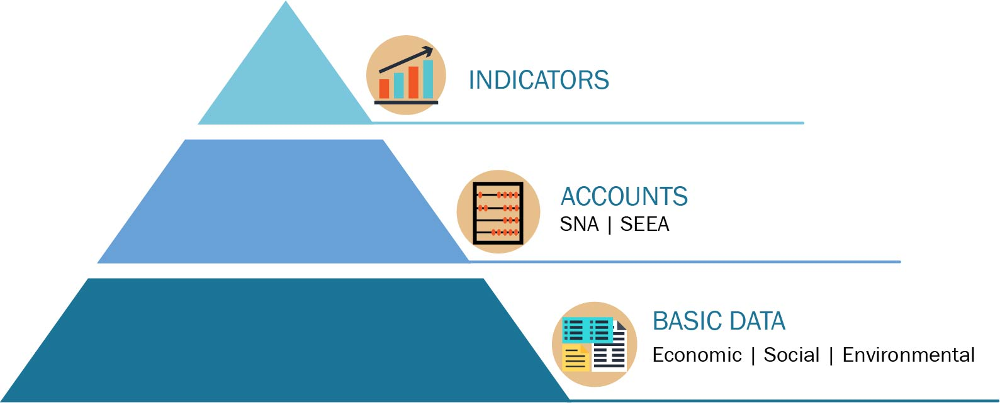 INDICATORS
ACCOUNTS
SNA | SEEA
BASIC DATA
Economic | Social | Environmental